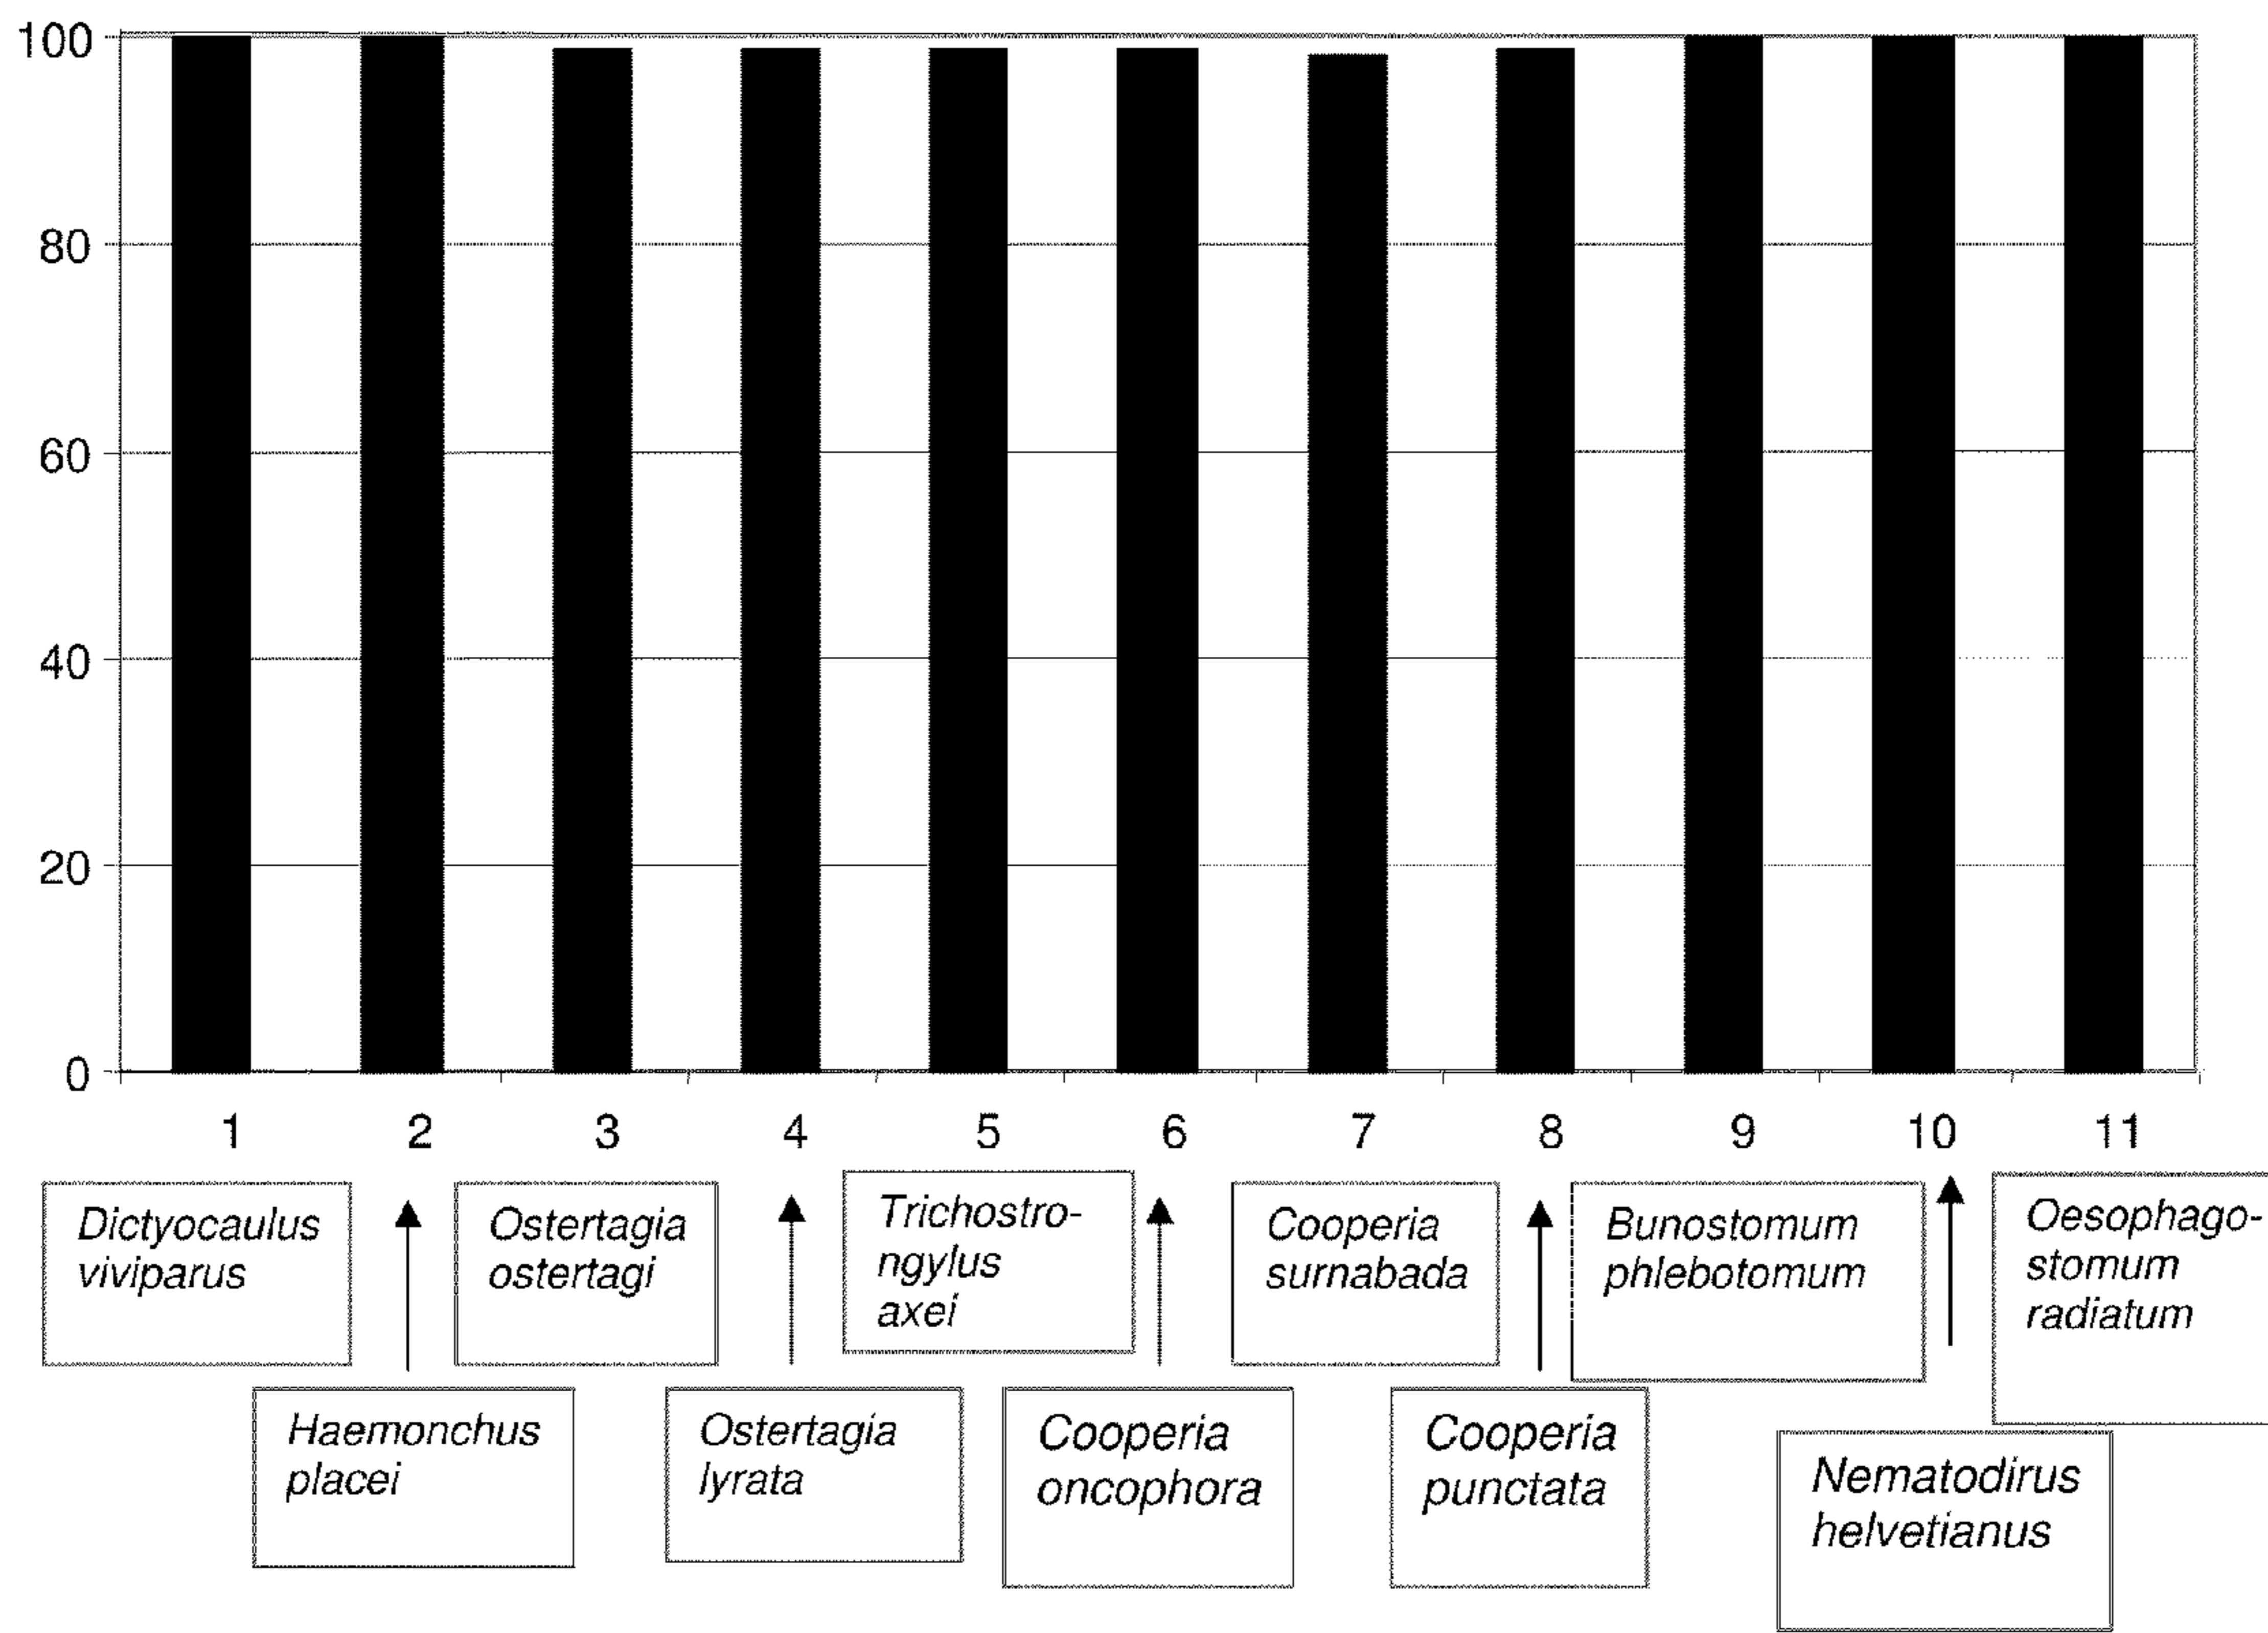 100
80
60
40
20
0
1 2 3 4 5 6 7 8 9 10 11
Dictyocaulus
viviparus
Haemonchus
placei
Ostertagia
ostertagi
Ostertagia
lyrata
Trichostro-
ngylus
axei
Cooperia
oncophora
Cooperia
surnabada
Cooperia
punctata
Bunostomum
phlebotomum
Nematodirus
helvetianus
Oesophago-
stomum
radiatum